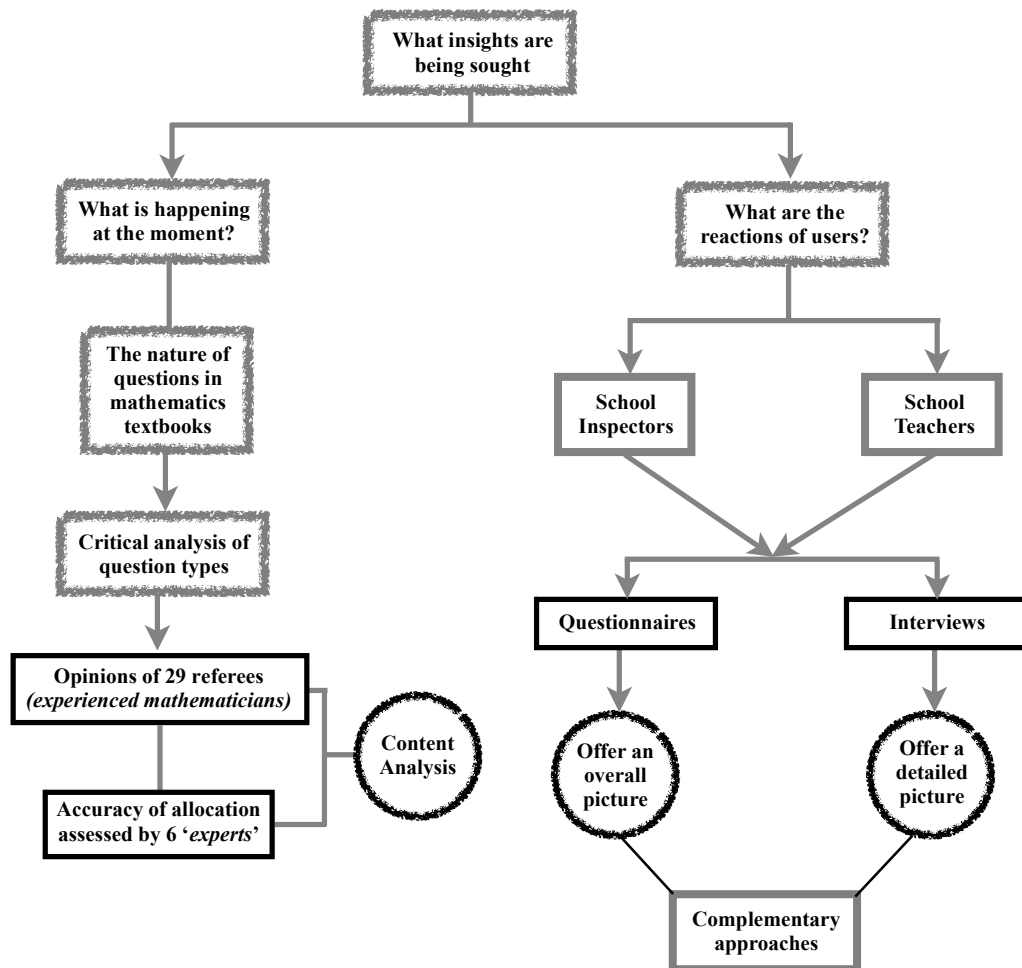 What insights are
being sought
What is happening
at the moment?
What are the
reactions of users?
The nature of
questions in
mathematics
textbooks
School
Inspectors
School
Teachers
Critical analysis of
question types
Questionnaires
Interviews
Opinions of 29 referees
(experienced mathematicians)
Content
Analysis
Offer an
overall
picture
Offer a
detailed
picture
Accuracy of allocation
assessed by 6 ‘experts’
Complementary
approaches